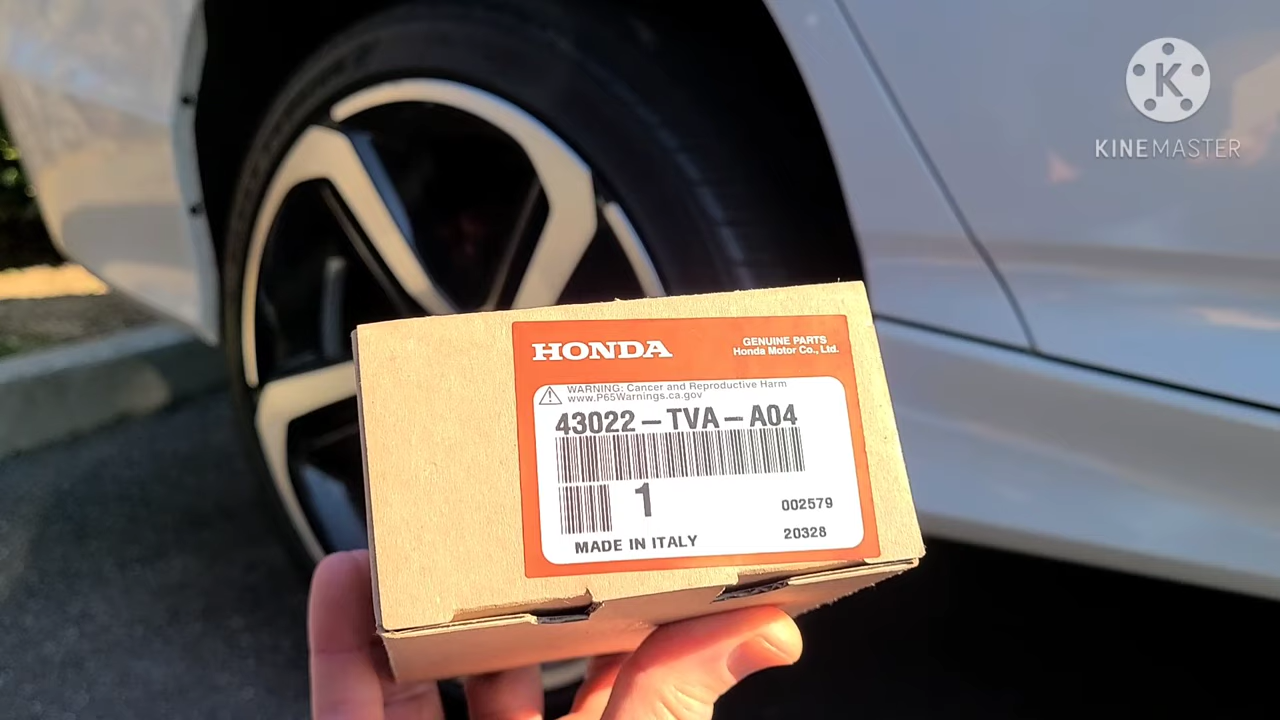 K
KINEMASTER
HONDA
GENUINE PARTS
Honda Motor Co., Ltd.
WARNING: Cancer and Reproductive Harm
www.P65Warnings.ca.gov
43022-TVA-A04
1
002579
MADE IN ITALY
20328